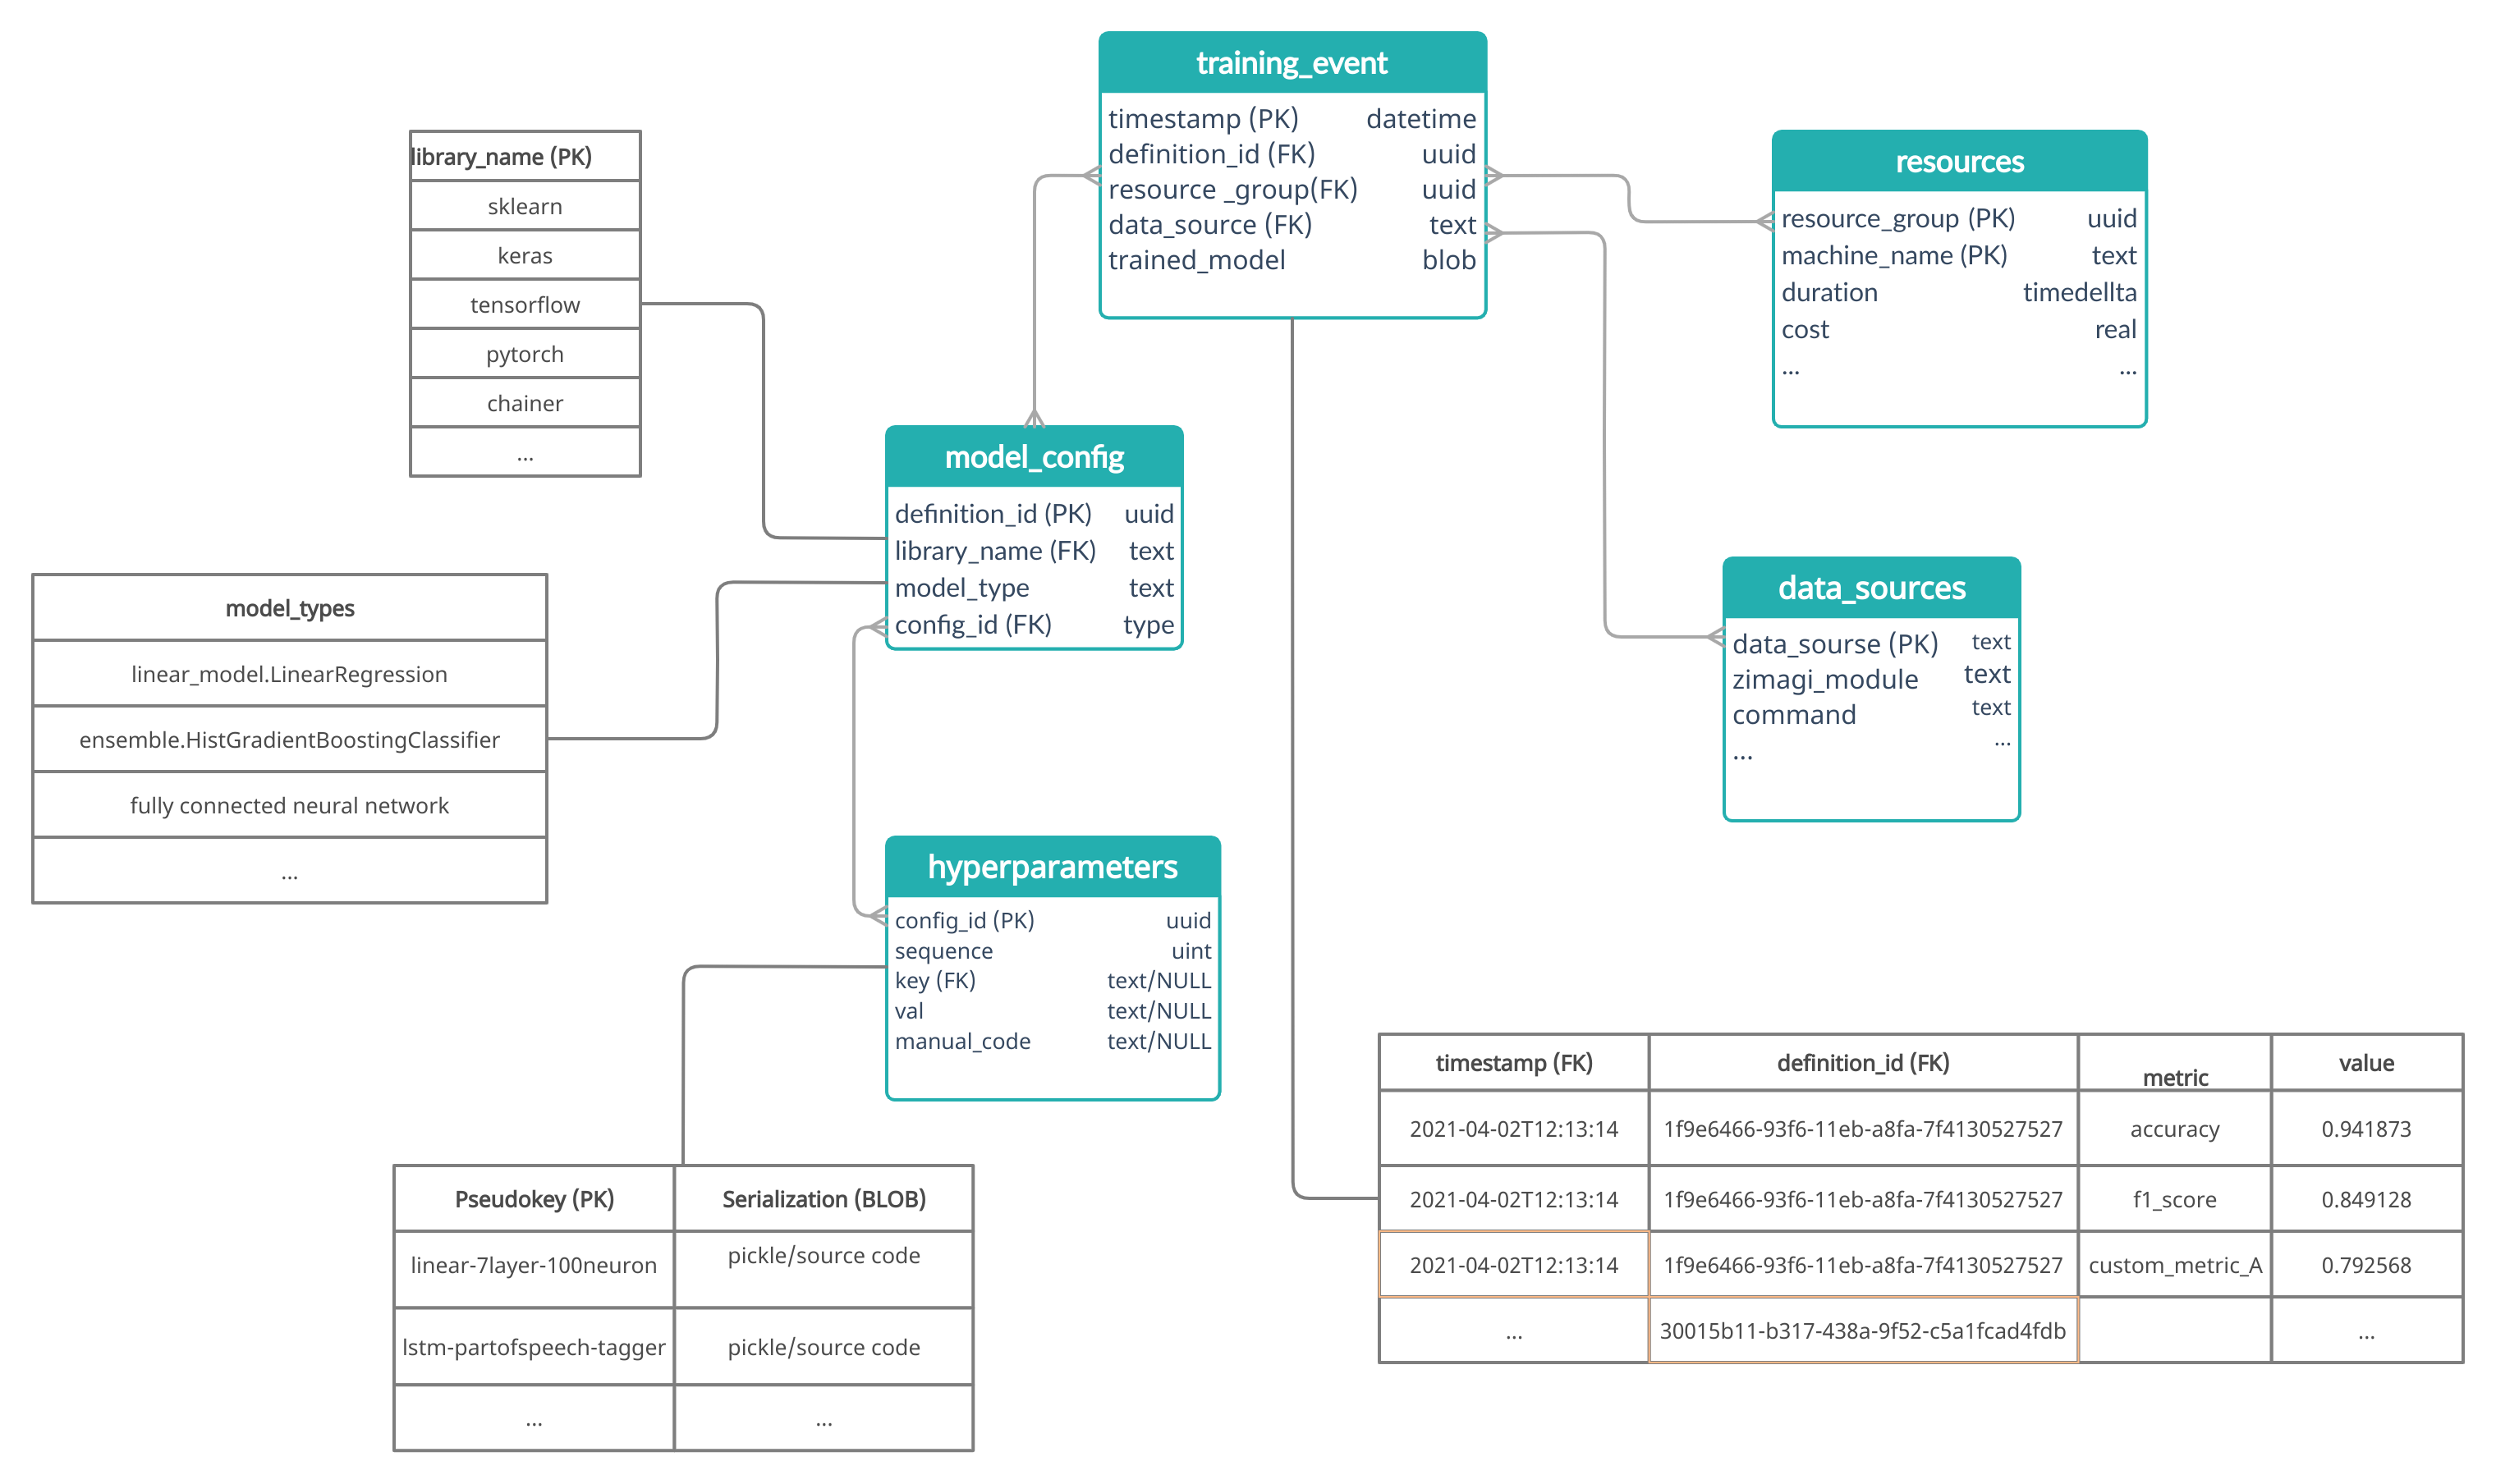 training_event
timestamp (PK) datetime
definition_id (FK) uuid
resource _group(FK) uuid
data_source (FK) text
trained_model blob
library_name (PK)
sklearn
keras
tensorflow
pytorch
chainer
...
resources
resource_group (PK) uuid
machine_name (PK) text
duration timedellta
cost real
... ...
model_config
definition_id (PK) uuid
library_name (FK) text
model_type text
config_id (FK) type
model_types
linear_model.LinearRegression
ensemble.HistGradientBoostingClassifier
fully connected neural network
...
data_sources
data_sourse (PK) text
zimagi_module text
command text
... ...
hyperparameters
config_id (PK) uuid
sequence uint
key (FK) text/NULL
val text/NULL
manual_code text/NULL
timestamp (FK) definition_id (FK) metric value
2021-04-02T12:13:14 1f9e6466-93f6-11eb-a8fa-7f4130527527 accuracy 0.941873
2021-04-02T12:13:14 1f9e6466-93f6-11eb-a8fa-7f4130527527 f1_score 0.849128
2021-04-02T12:13:14 1f9e6466-93f6-11eb-a8fa-7f4130527527 custom_metric_A 0.792568
... 30015b11-b317-438a-9f52-c5a1fcad4fdb ...
Pseudokey (PK) Serialization (BLOB)
linear-7layer-100neuron pickle/source code
lstm-partofspeech-tagger pickle/source code
... ...